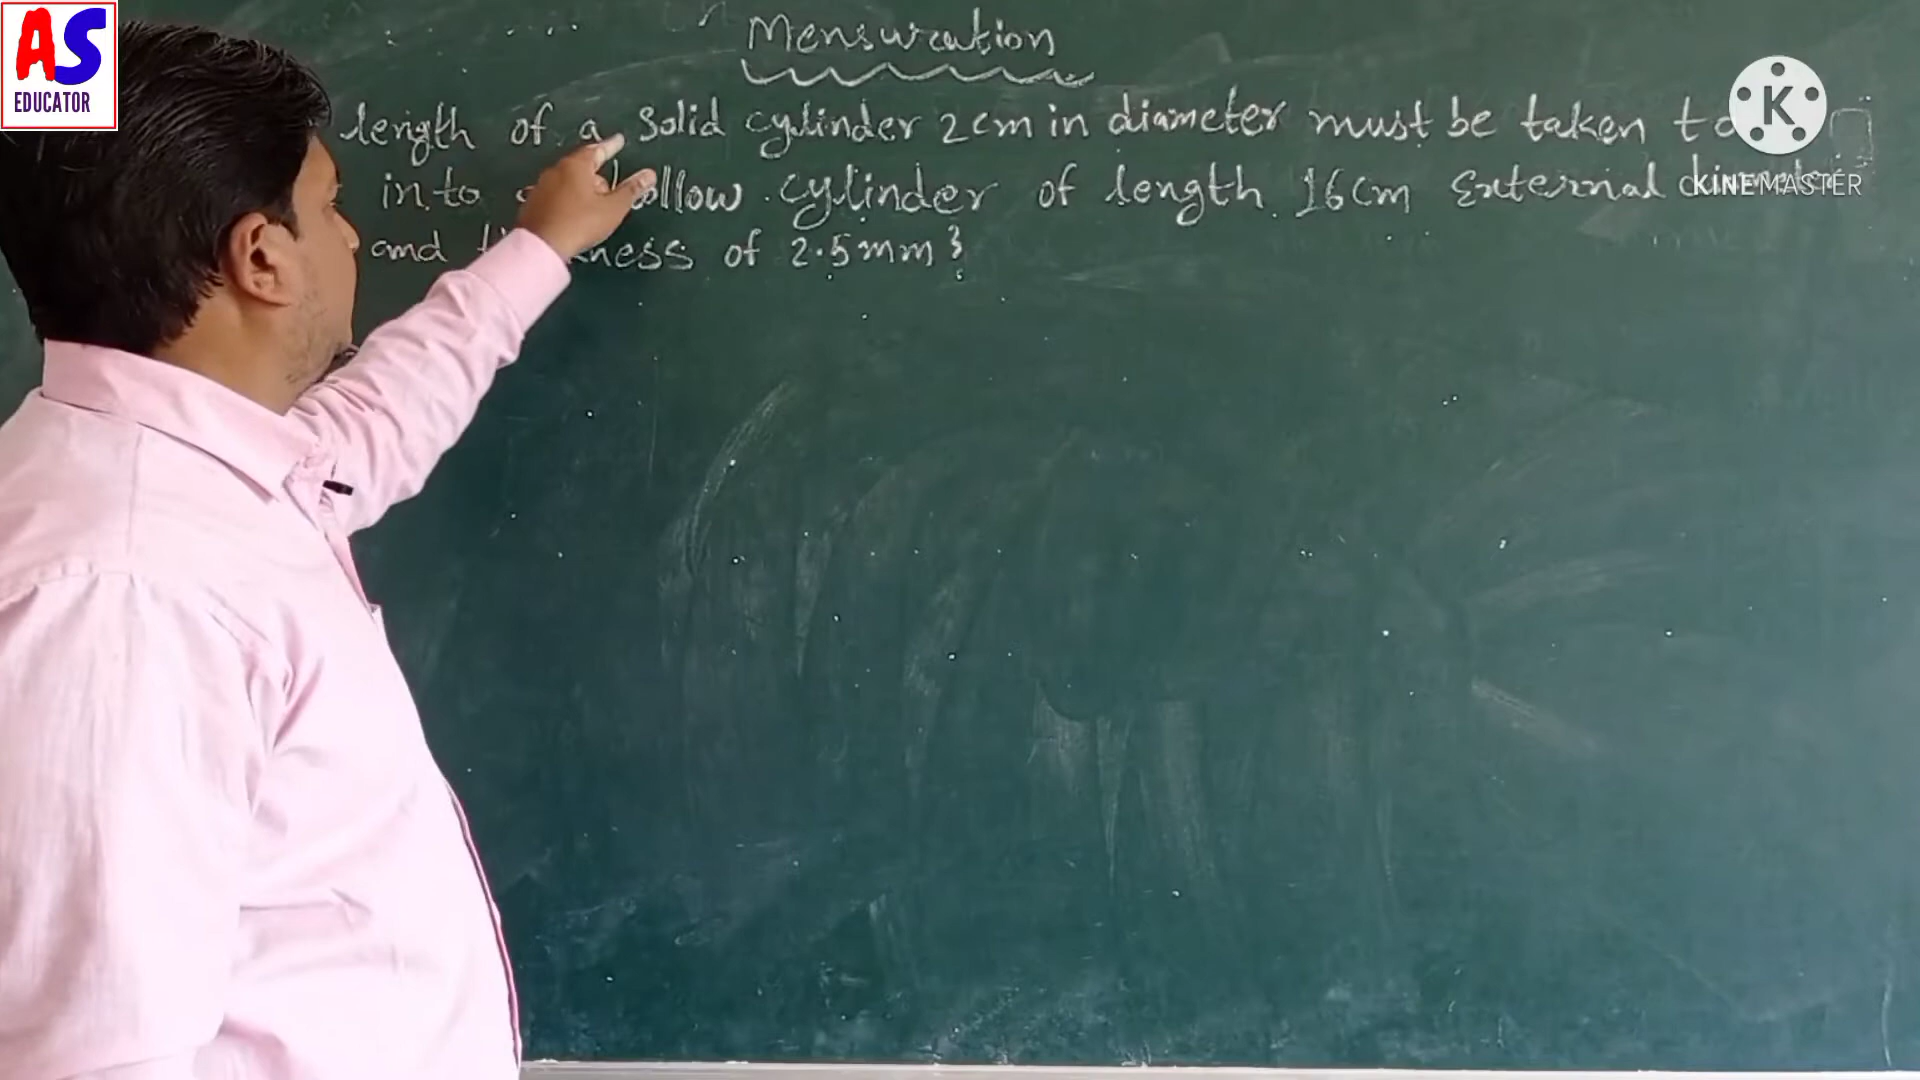 AS
EDUCATOR
Mensuration
length of a solid cylinder 2cm in diameter must be taken to
into hollow cylinder of length 16cm External
and of 2.5mm?
K
KINEMASTER